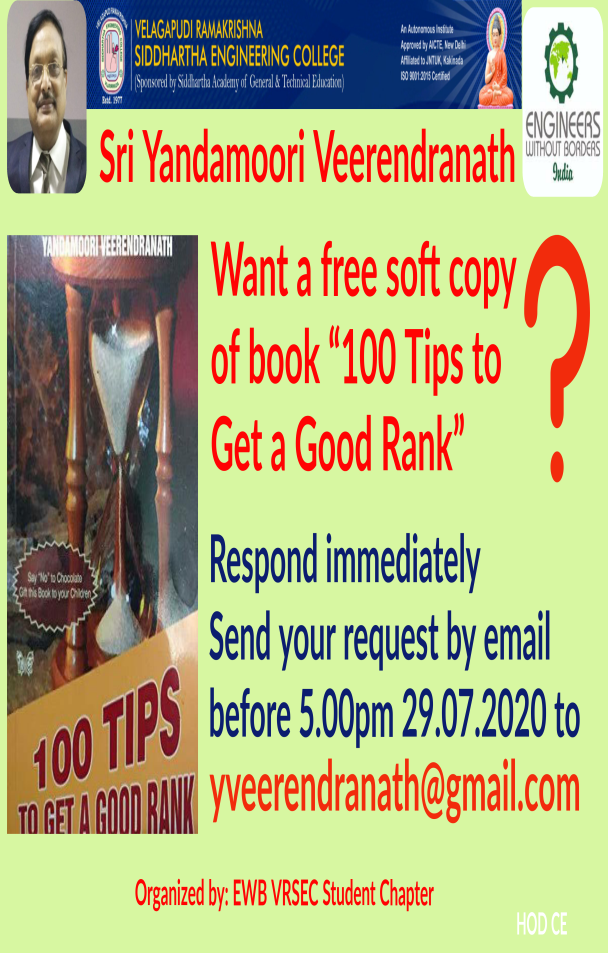 VELAGAPUDI RAMAKRISHNA
SIDDHARTHA ENGINEERING COLLEGE
(Sponsored by Siddhartha Academy of General & Technical Education)
Estd. 1977
An Autonomous Institute
Approved by AICTE, New Delhi
Affiliated to JNTUK, Kakinada
ISO 9001:2015 Certified
ENGINEERS
WITHOUT BORDERS
India
Sri Yandamoori Veerendranath
YANDAMOORI VEERENDRANATH
Say "No" to Chocolate
Gift this Book to your Children
100 TIPS
TO GET A GOOD RANK
Want a free soft copy
of book “100 Tips to
Get a Good Rank”
?
Respond immediately
Send your request by email
before 5.00pm 29.07.2020 to
yveerendranath@gmail.com
Organized by: EWB VRSEC Student Chapter
HOD CE